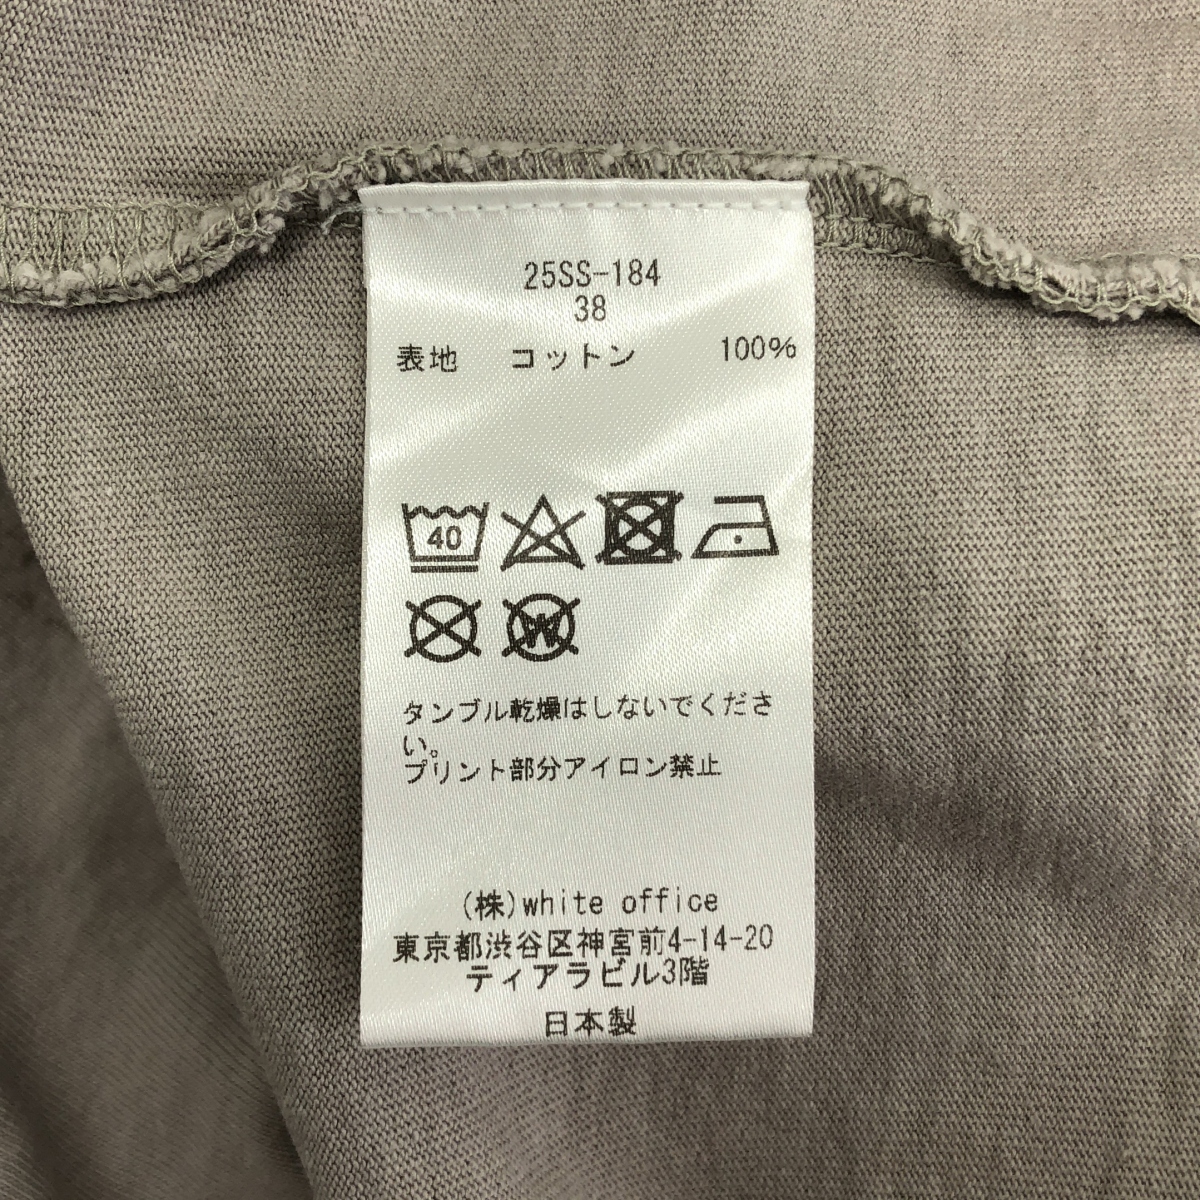 25SS-184
38
表地 コットン 100%
40
W
タンブル乾燥はしないでくださ
い。
プリント部分アイロン禁止
(株)white office
東京都渋谷区神宮前4-14-20
ティアラビル3階
日本製